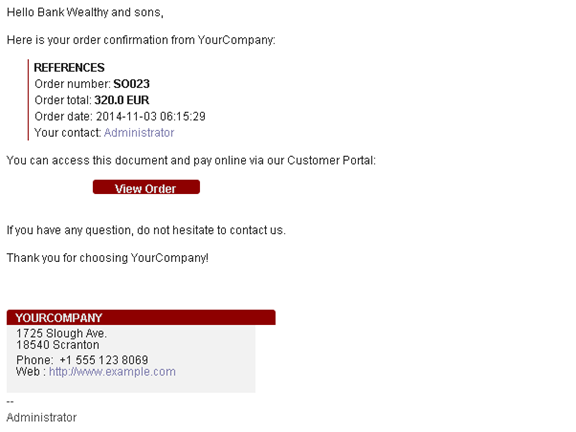 Hello Bank Wealthy and sons,
Here is your order confirmation from YourCompany:
REFERENCES
Order number: SO023
Order total: 320.0 EUR
Order date: 2014-11-03 06:15:29
Your contact: Administrator
You can access this document and pay online via our Customer Portal:
View Order
If you have any question, do not hesitate to contact us.
Thank you for choosing YourCompany!
YOURCOMPANY
1725 Slough Ave.
18540 Scranton
Phone: +1 555 123 8069
Web : http://www.example.com
--
Administrator